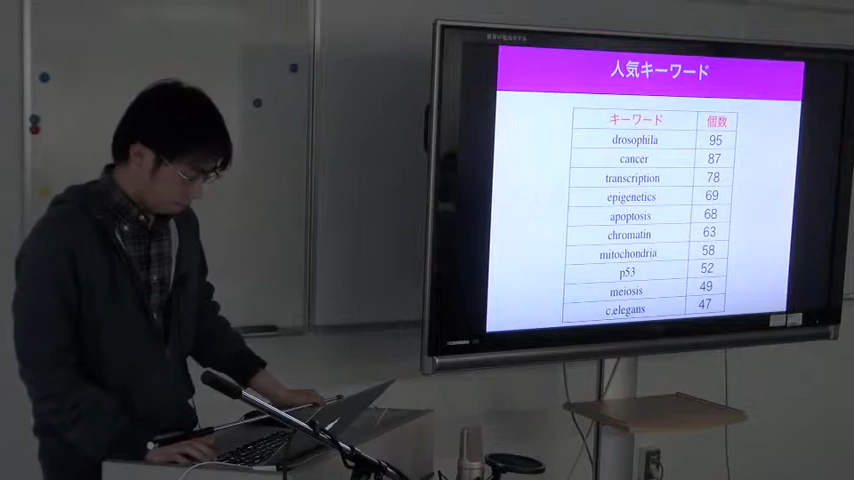 人気キーワード
キーワード 個数
drosophila 95
cancer 87
transcription 78
epigenetics 69
apoptosis 68
chromatin 63
mitochondria 58
p53 52
meiosis 49
c.elegans 47